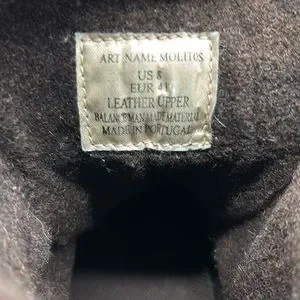 ART NAME MOLITOS
US 8
EUR 41
LEATHER UPPER
BALANCE MAN MADE MATERIAL
MADE IN PORTUGAL